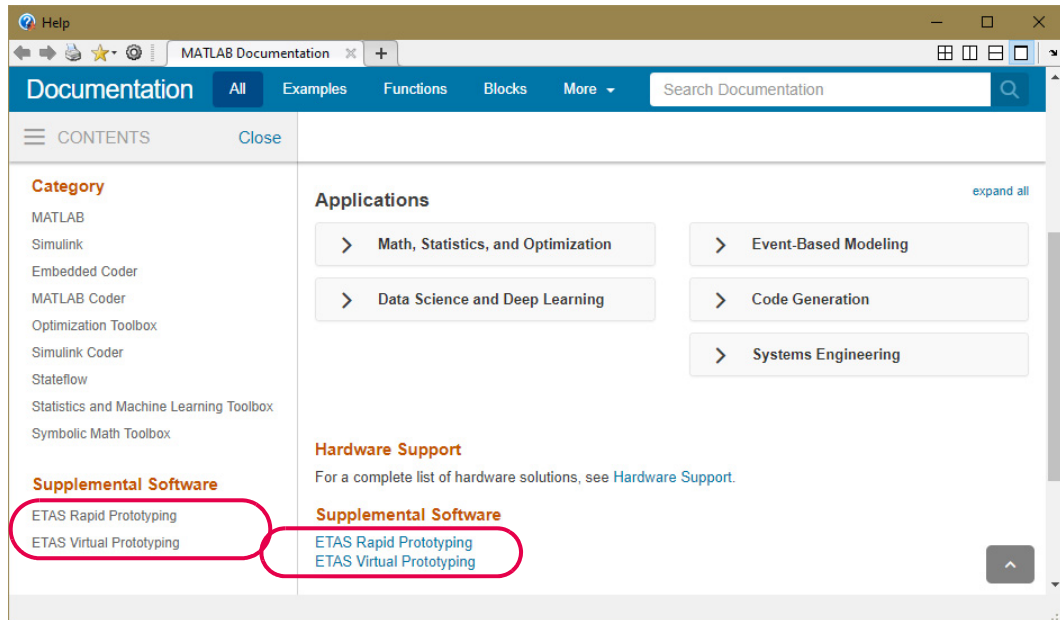 Help
MATLAB Documentation
Documentation All Examples Functions Blocks More Search Documentation
CONTENTS Close
Category
MATLAB
Simulink
Embedded Coder
MATLAB Coder
Optimization Toolbox
Simulink Coder
Stateflow
Statistics and Machine Learning Toolbox
Symbolic Math Toolbox
Supplemental Software
ETAS Rapid Prototyping
ETAS Virtual Prototyping
expand all
Applications
Math, Statistics, and Optimization
Event-Based Modeling
Data Science and Deep Learning
Code Generation
Systems Engineering
Hardware Support
For a complete list of hardware solutions, see Hardware Support.
Supplemental Software
ETAS Rapid Prototyping
ETAS Virtual Prototyping